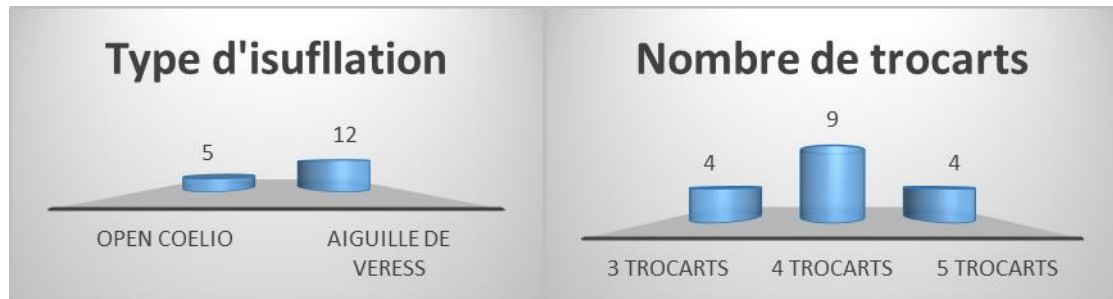 Type d'isufllation
5
12
OPEN COELIO
AIGUILLE DE
VERESS
Nombre de trocarts
4
9
4
3 TROCARTS
4 TROCARTS
5 TROCARTS